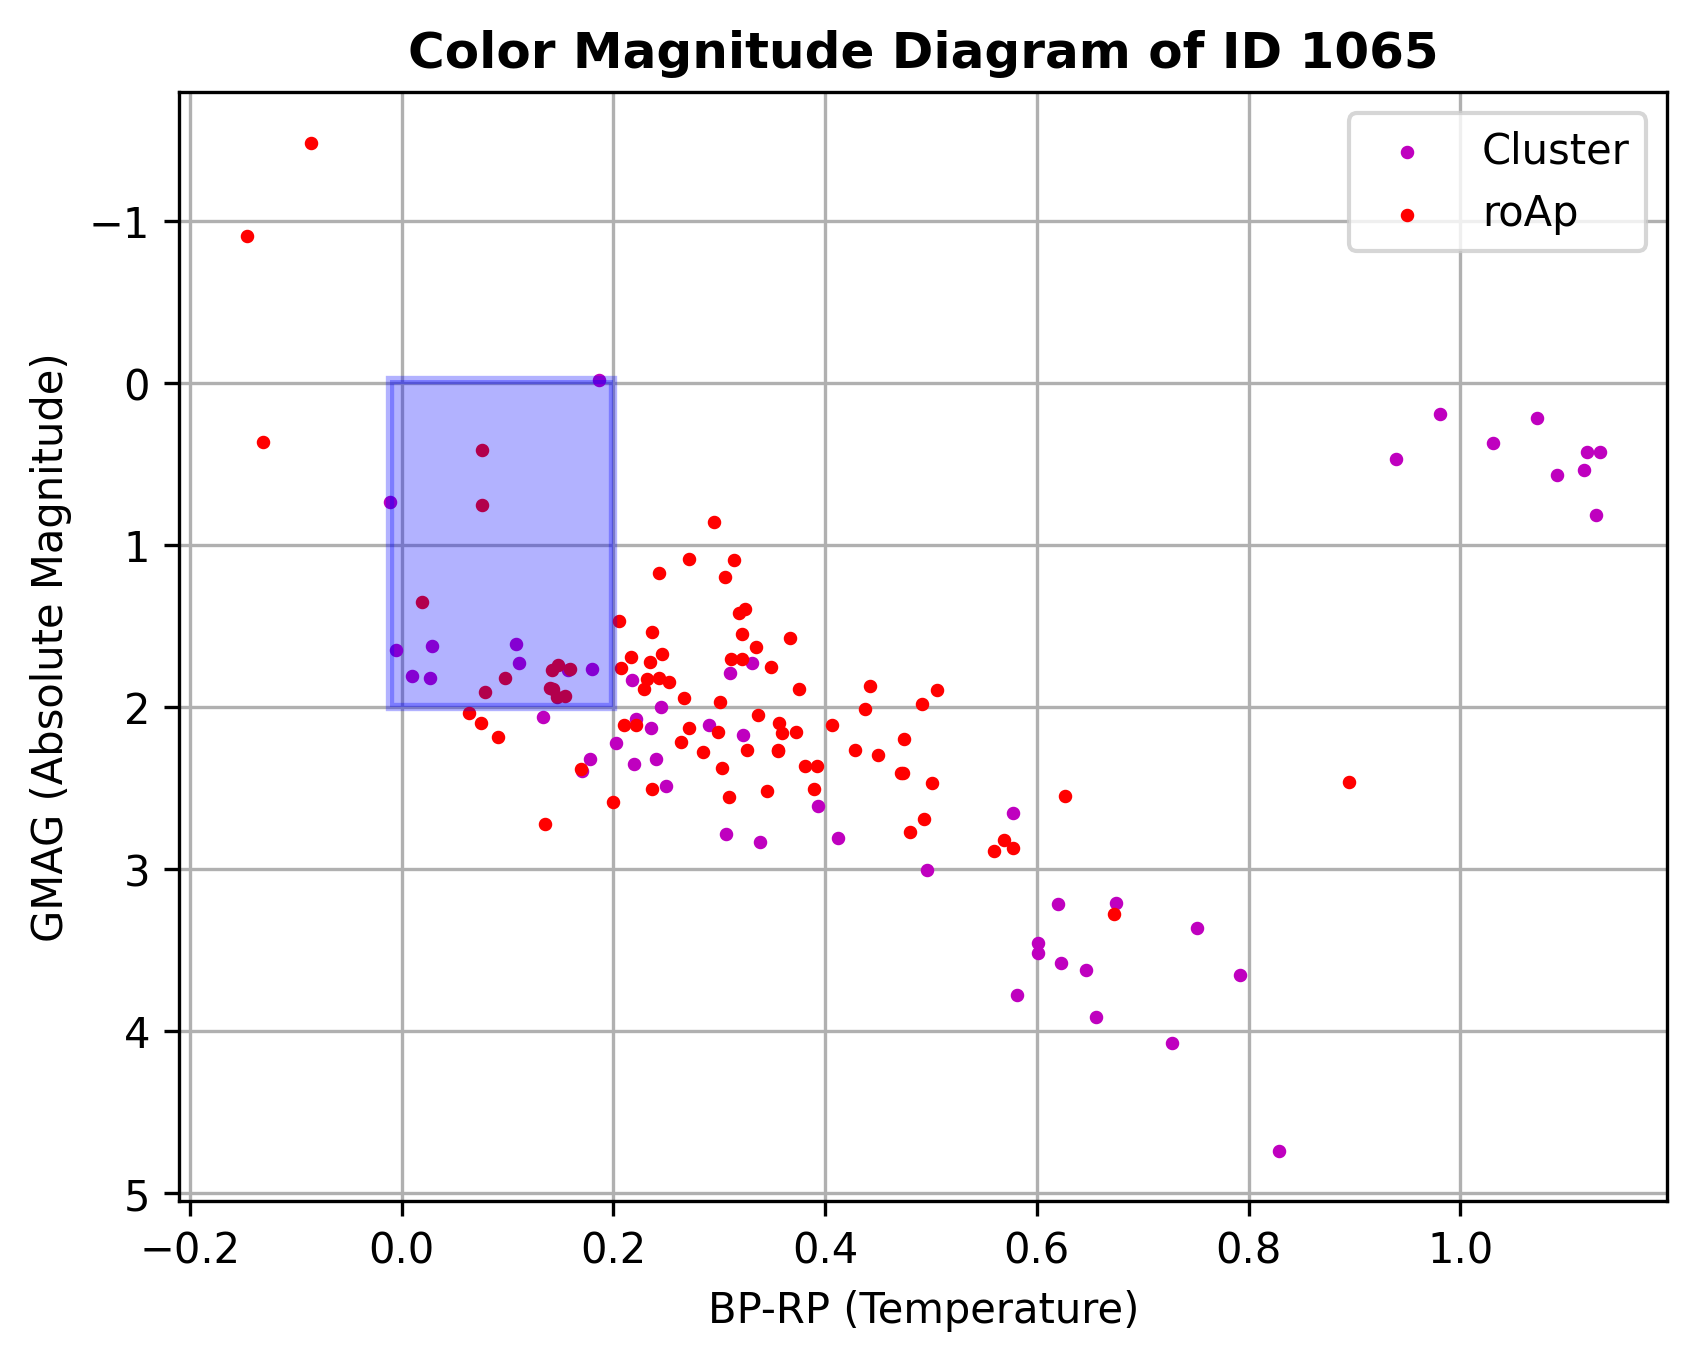 Color Magnitude Diagram of ID 1065
Cluster
roAp
−1
0
1
2
3
4
5
GMAG (Absolute Magnitude)
−0.2 0.0 0.2 0.4 0.6 0.8 1.0
BP-RP (Temperature)